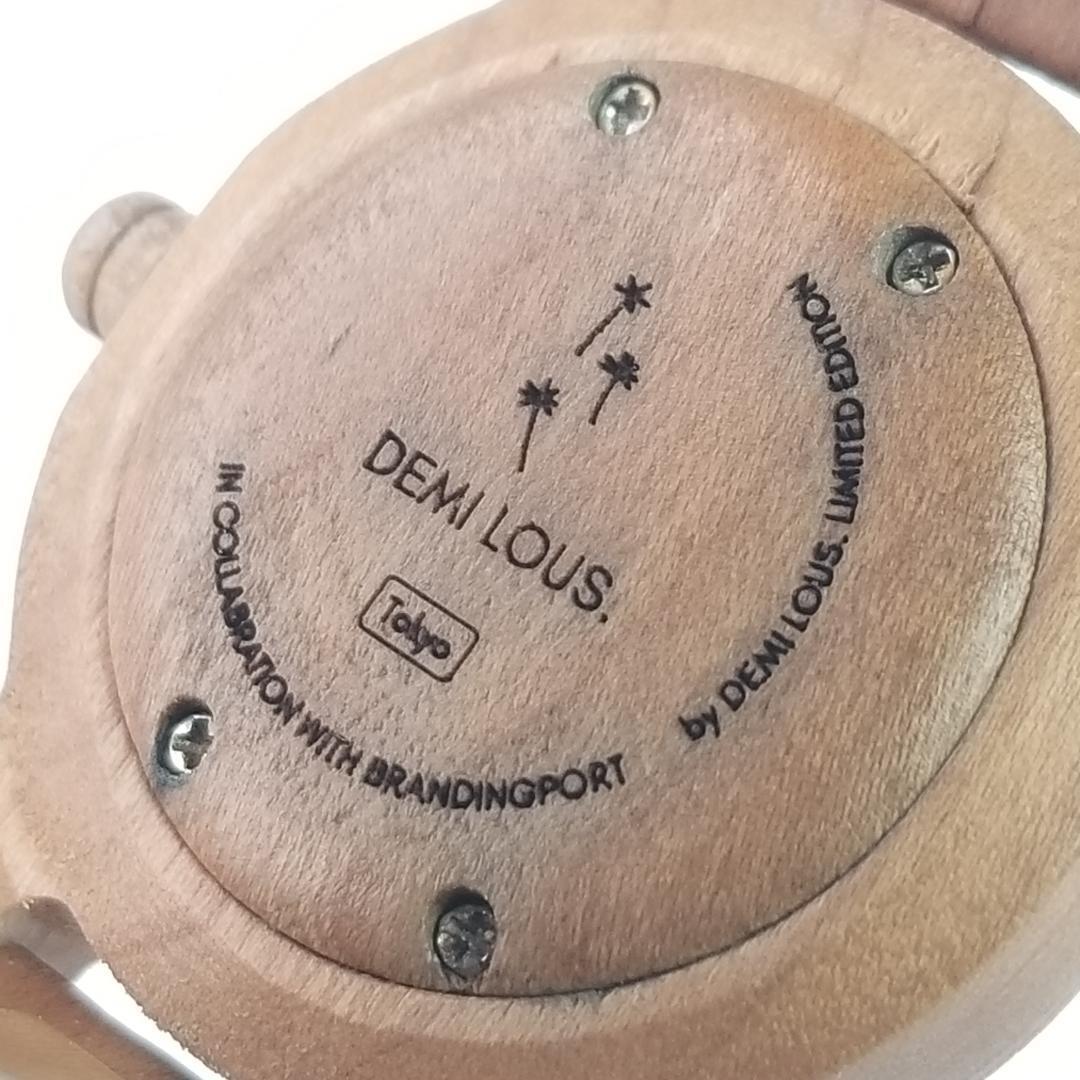 DEMI LOUS.
Tokyo
IN COLLABRATION WITH BRANDINGPORT
by DEMI LOUS. LIMITED EDITION